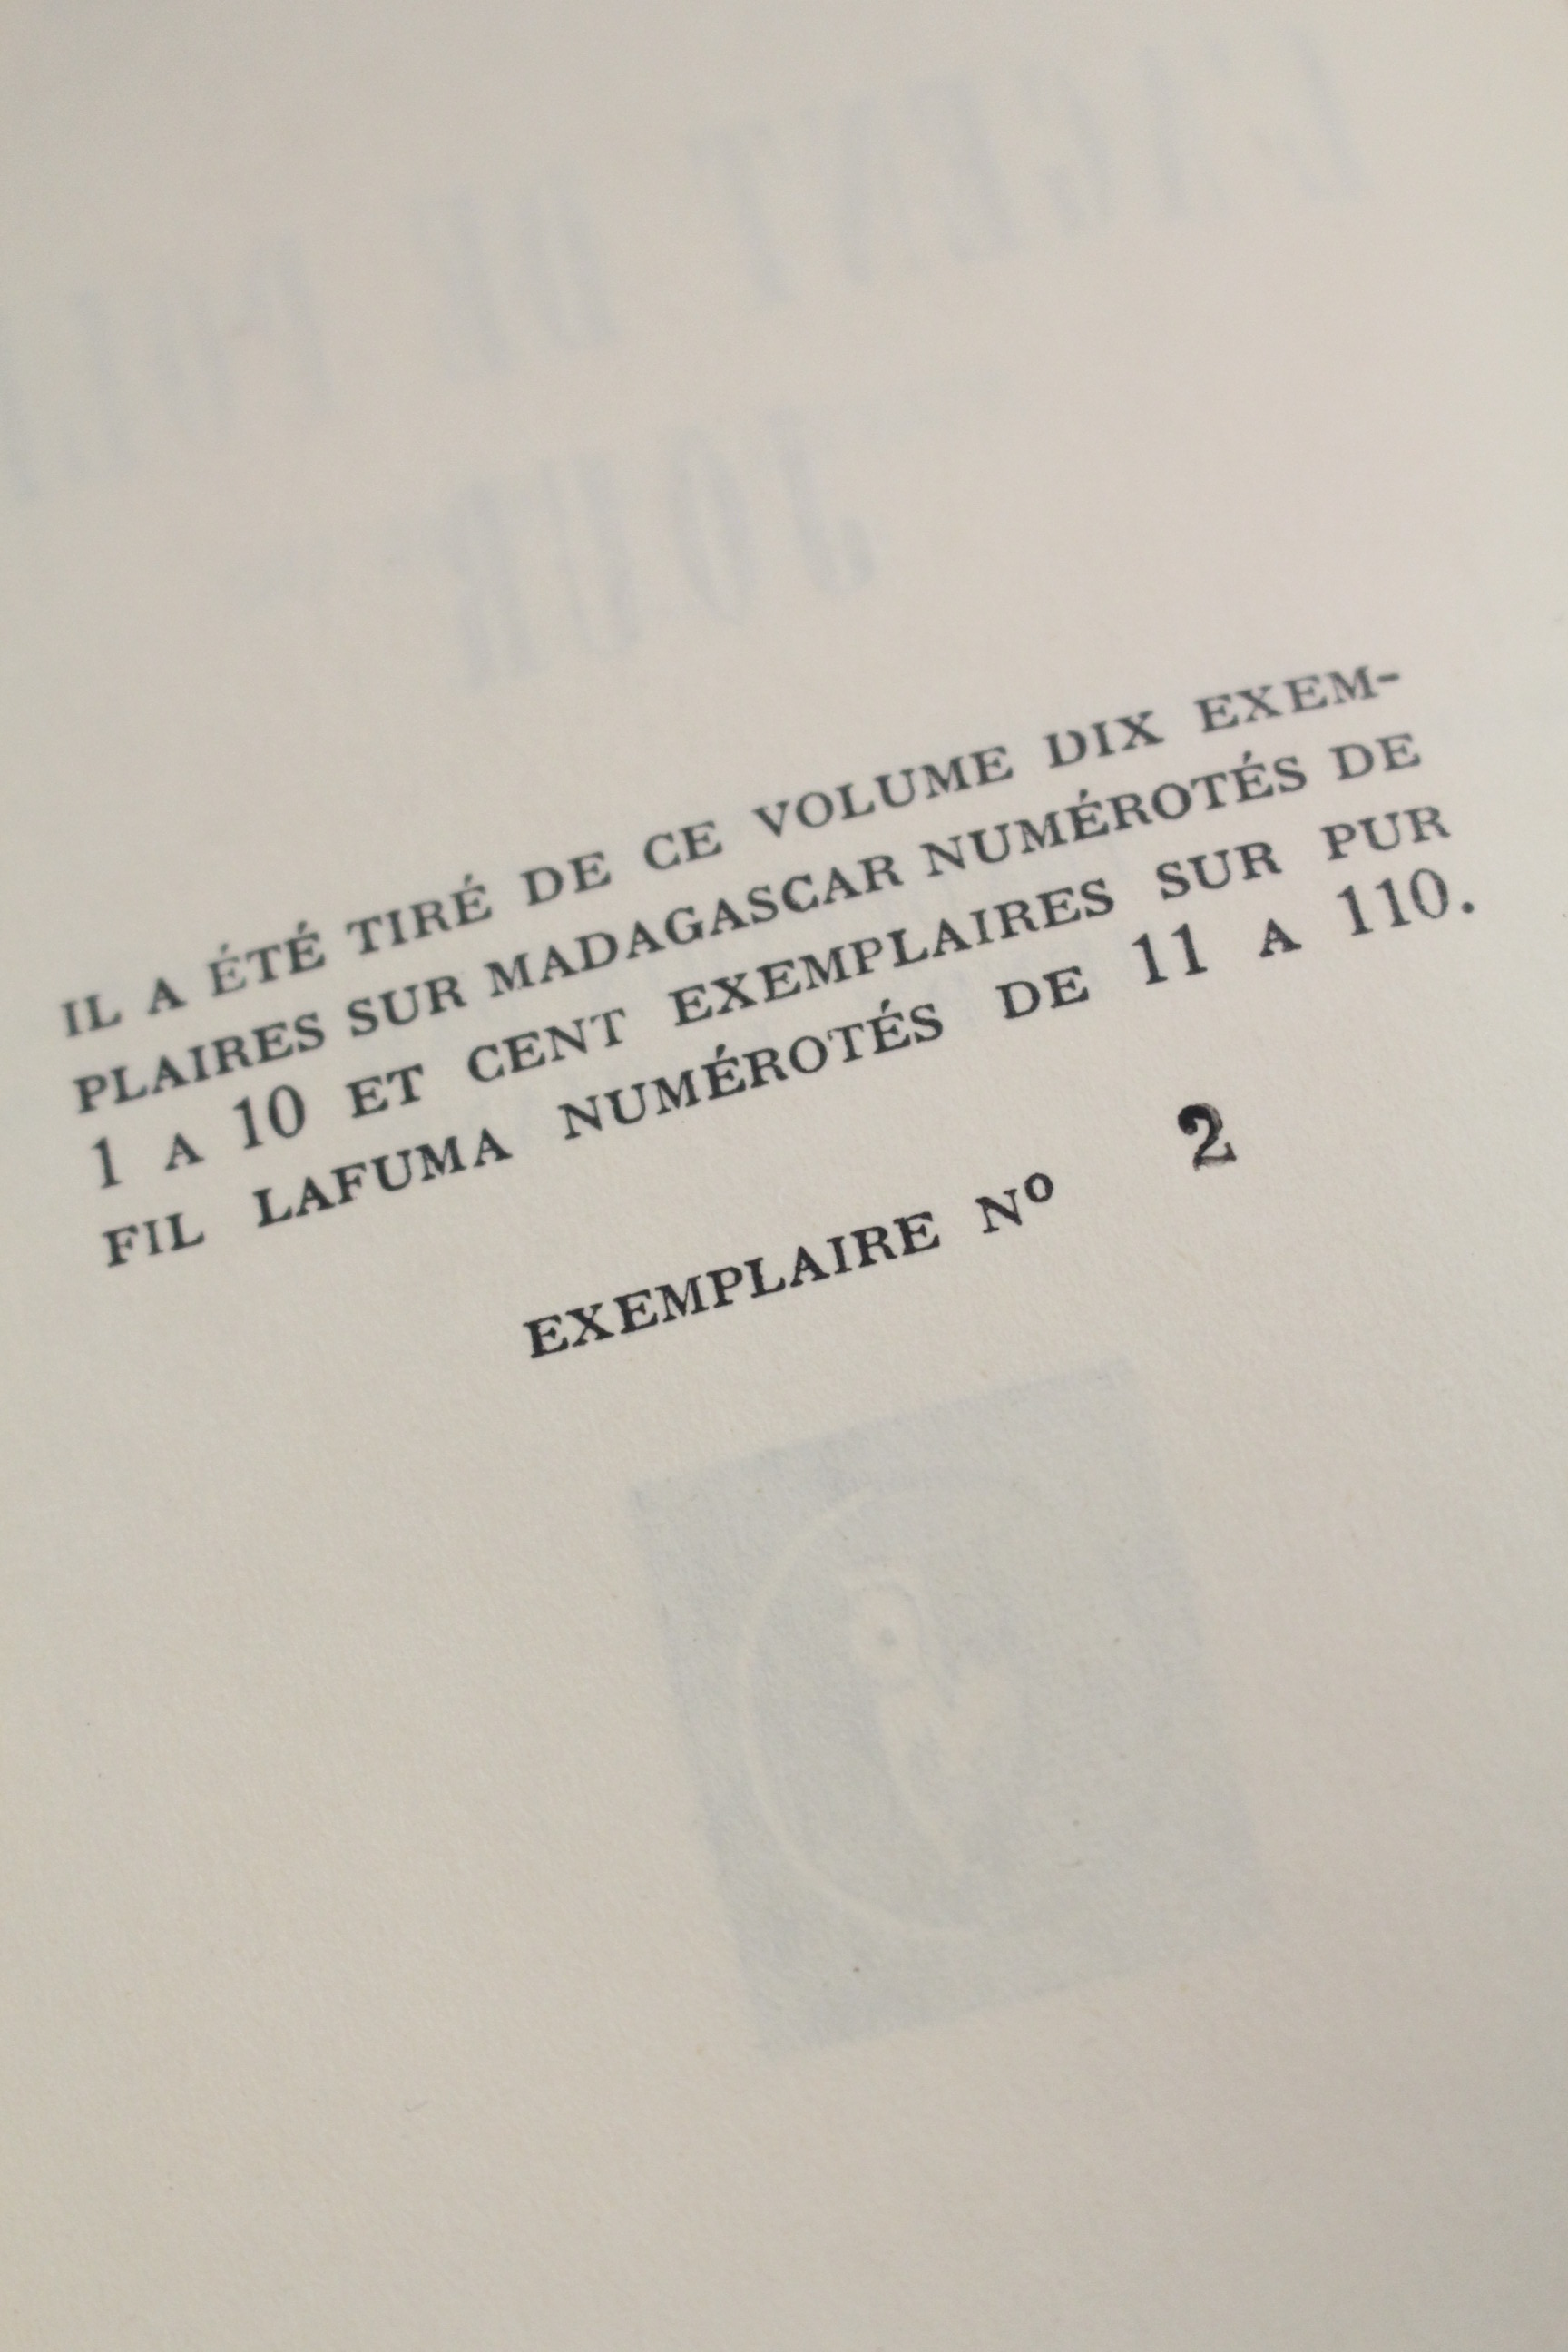 IL A ÉTÉ TIRÉ DE CE VOLUME DIX EXEM-
PLAIRES SUR MADAGASCAR NUMÉROTÉS DE
1 A 10 ET CENT EXEMPLAIRES SUR PUR
FIL LAFUMA NUMÉROTÉS DE 11 A 110.
EXEMPLAIRE Nº 2